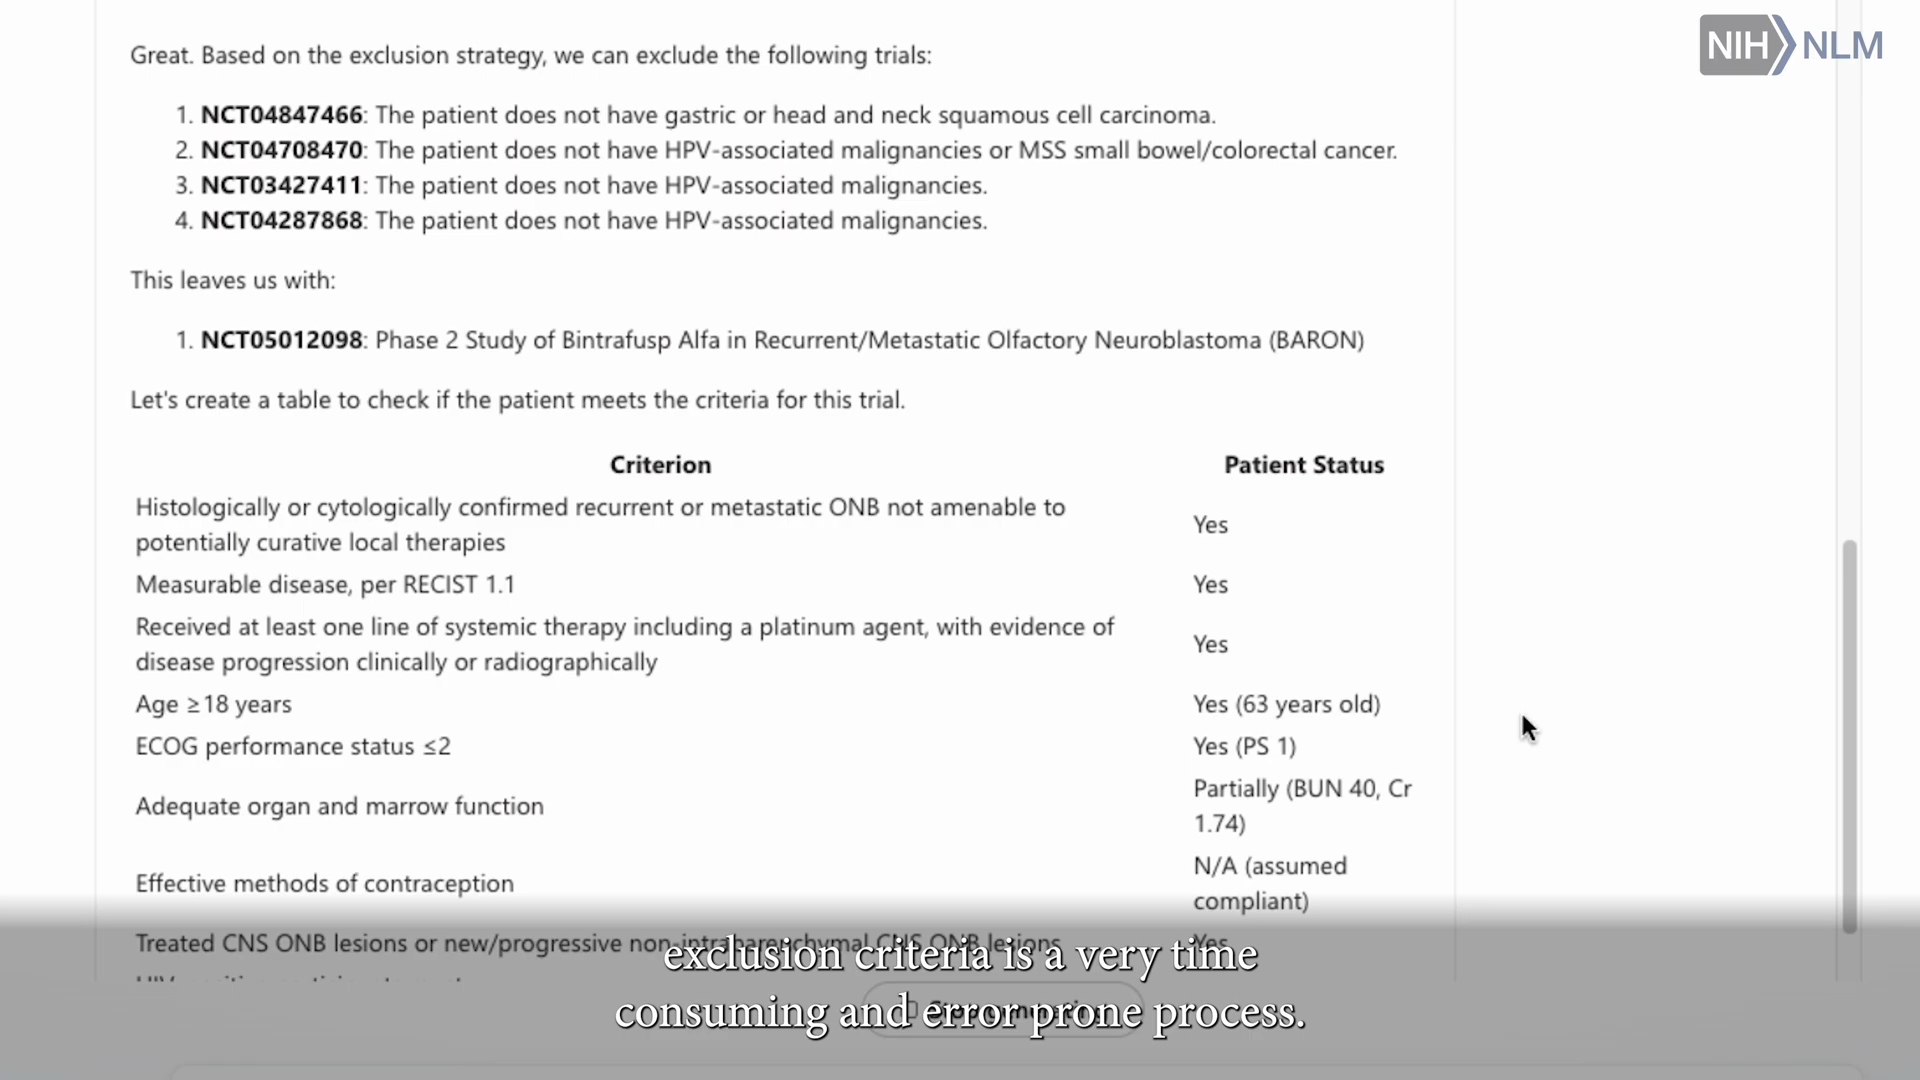 NIH NLM
Great. Based on the exclusion strategy, we can exclude the following trials:
1. NCT04847466: The patient does not have gastric or head and neck squamous cell carcinoma.
2. NCT04708470: The patient does not have HPV-associated malignancies or MSS small bowel/colorectal cancer.
3. NCT03427411: The patient does not have HPV-associated malignancies.
4. NCT04287868: The patient does not have HPV-associated malignancies.
This leaves us with:
1. NCT05012098: Phase 2 Study of Bintrafusp Alfa in Recurrent/Metastatic Olfactory Neuroblastoma (BARON)
Let's create a table to check if the patient meets the criteria for this trial.
Criterion Patient Status
Histologically or cytologically confirmed recurrent or metastatic ONB not amenable to
potentially curative local therapies
Yes
Measurable disease, per RECIST 1.1 Yes
Received at least one line of systemic therapy including a platinum agent, with evidence of
disease progression clinically or radiographically
Yes
Age ≥18 years Yes (63 years old)
ECOG performance status ≤2 Yes (PS 1)
Adequate organ and marrow function
Partially (BUN 40, Cr
1.74)
Effective methods of contraception
N/A (assumed
compliant)
Treated CNS ONB lesions or new/progressive non-intraparenchymal CNS ONB lesions Yes
exclusion criteria is a very time
consuming and error prone process.